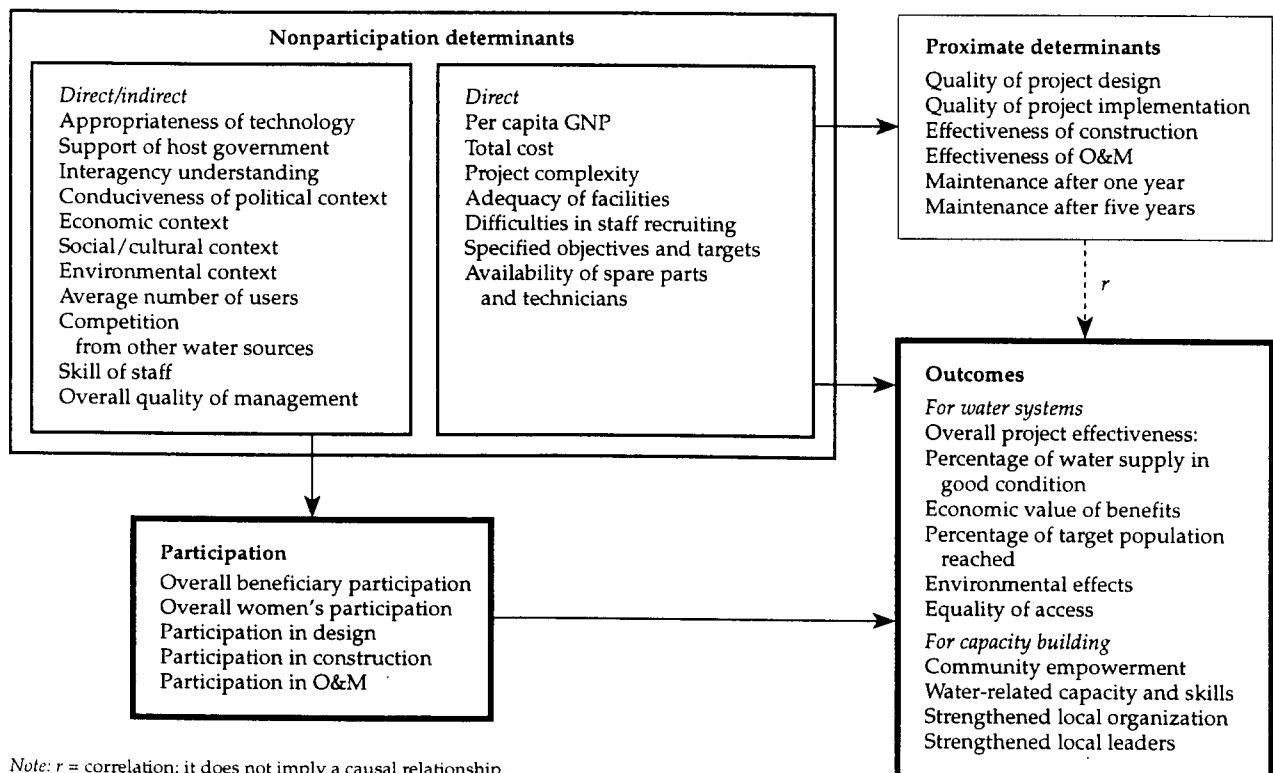 Nonparticipation determinants
Direct/indirect
Appropriateness of technology
Support of host government
Interagency understanding
Conduciveness of political context
Economic context
Social/cultural context
Environmental context
Average number of users
Competition
from other water sources
Skill of staff
Overall quality of management
Direct
Per capita GNP
Total cost
Project complexity
Adequacy of facilities
Difficulties in staff recruiting
Specified objectives and targets
Availability of spare parts
and technicians
Proximate determinants
Quality of project design
Quality of project implementation
Effectiveness of construction
Effectiveness of O&M
Maintenance after one year
Maintenance after five years
r
Outcomes
For water systems
Overall project effectiveness:
Percentage of water supply in
good condition
Economic value of benefits
Percentage of target population
reached
Environmental effects
Equality of access
For capacity building
Community empowerment
Water-related capacity and skills
Strengthened local organization
Strengthened local leaders
Participation
Overall beneficiary participation
Overall women's participation
Participation in design
Participation in construction
Participation in O&M
Note: r = correlation; it does not imply a causal relationship